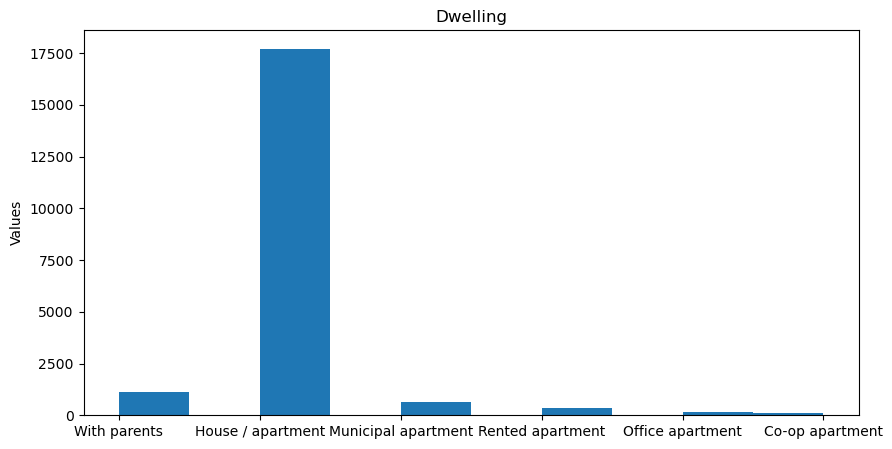 Dwelling
Values
17500
15000
12500
10000
7500
5000
2500
0
With parents House / apartment Municipal apartment Rented apartment Office apartment Co-op apartment